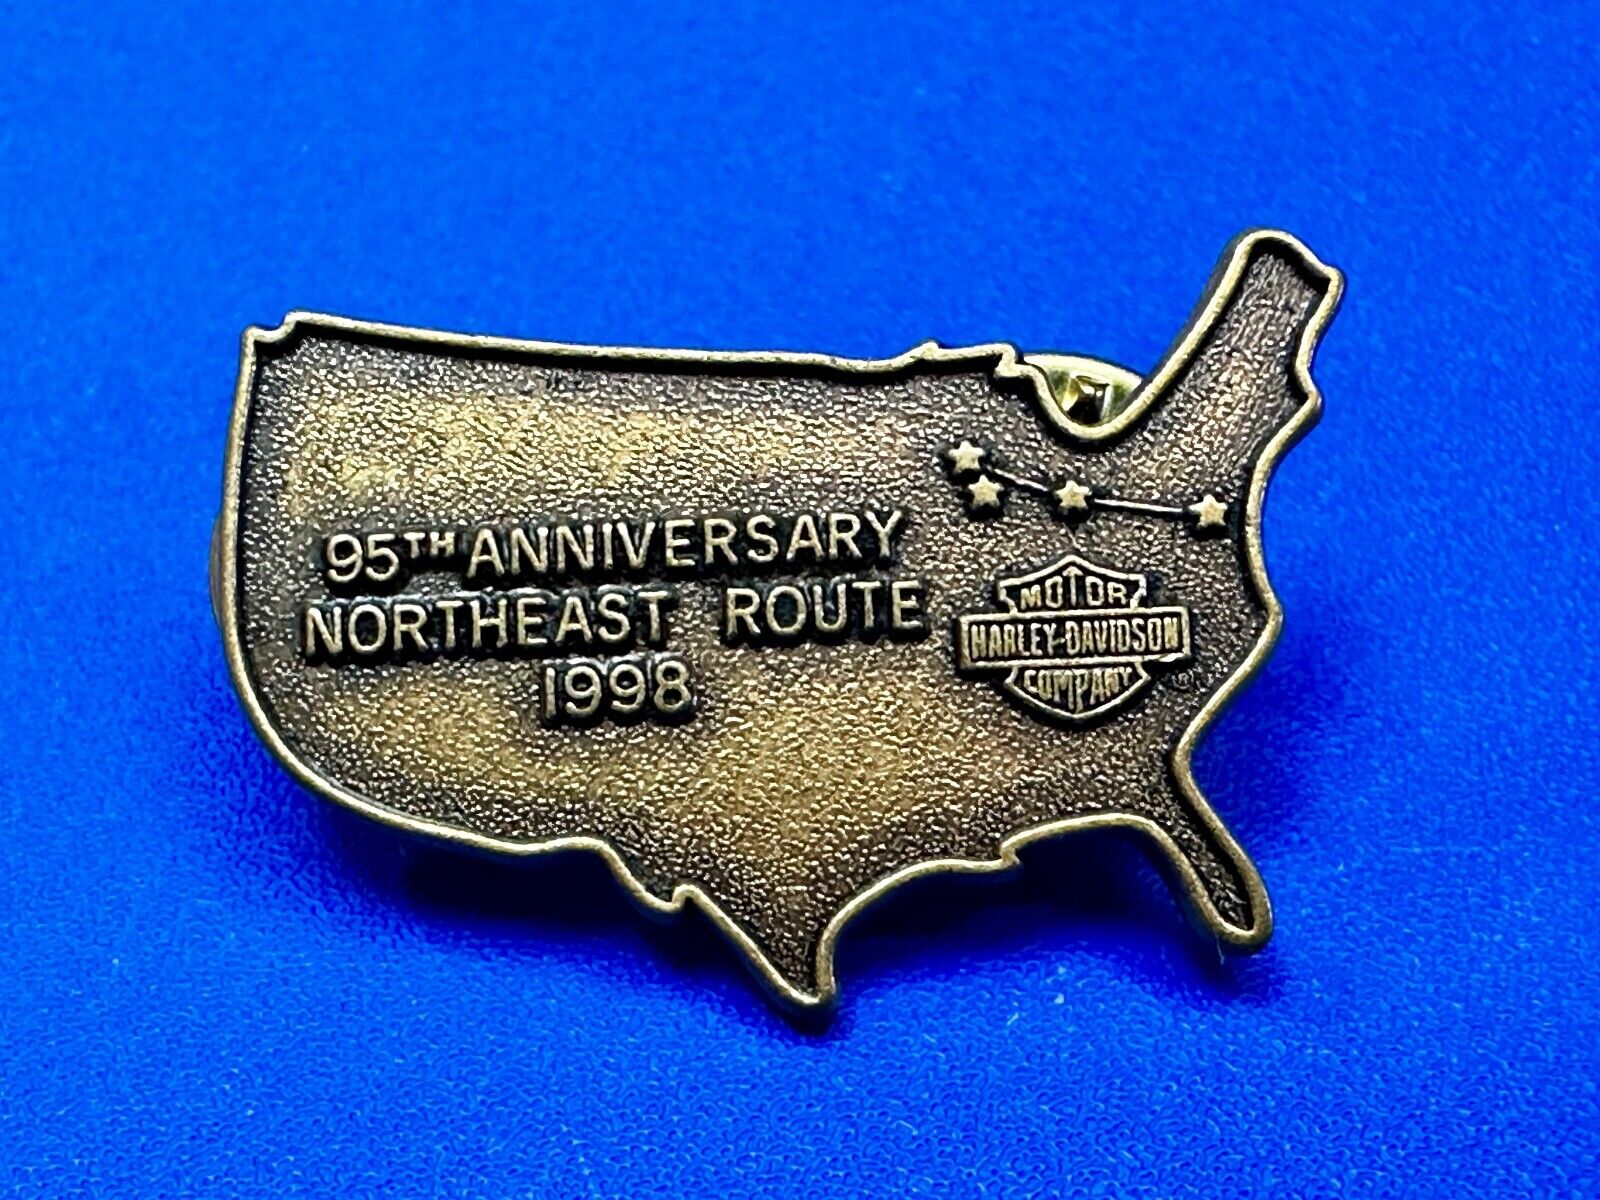 95TH ANNIVERSARY
NORTHEAST ROUTE
1998
MOTOR
HARLEY-DAVIDSON
COMPANY ®